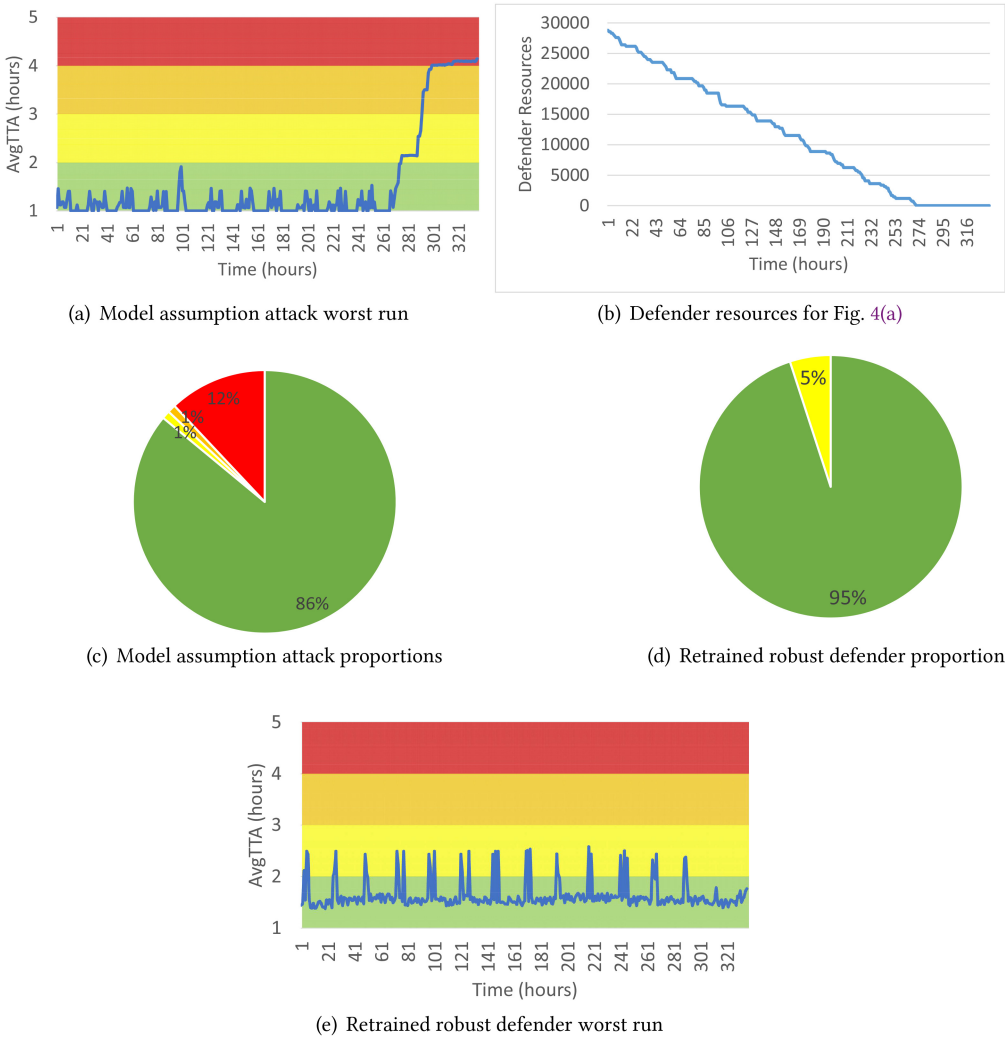 5
4
3
2
1
AvgTTA (hours)
1 21 41 61 81 101 121 141 161 181 201 221 241 261 281 301 321
Time (hours)
(a) Model assumption attack worst run
30000
25000
20000
15000
10000
5000
0
Defender Resources
1 22 43 64 85 106 127 148 169 190 211 232 253 274 295 316
Time (hours)
(b) Defender resources for Fig. 4(a)
12%
1%
1%
86%
(c) Model assumption attack proportions
5%
95%
(d) Retrained robust defender proportion
5
4
3
2
1
AvgTTA (hours)
1 21 41 61 81 101 121 141 161 181 201 221 241 261 281 301 321
Time (hours)
(e) Retrained robust defender worst run